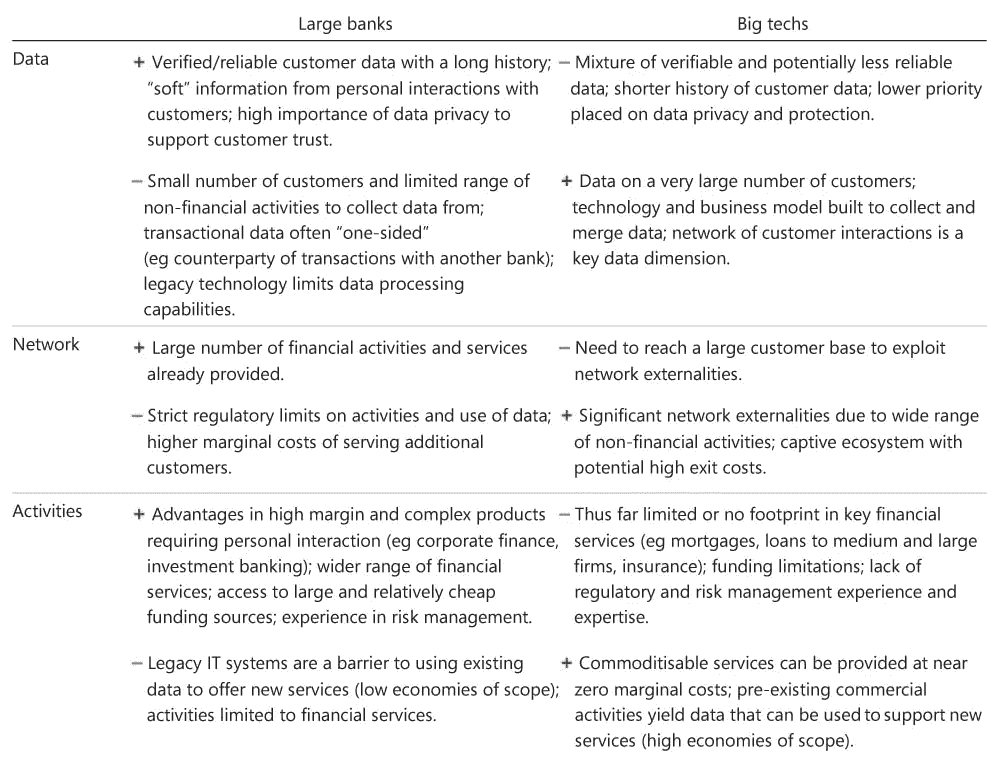 Large banks
Big techs
Data
+ Verified/reliable customer data with a long history;
“soft” information from personal interactions with
customers; high importance of data privacy to
support customer trust.
− Mixture of verifiable and potentially less reliable
data; shorter history of customer data; lower priority
placed on data privacy and protection.
− Small number of customers and limited range of
non-financial activities to collect data from;
transactional data often “one-sided”
(eg counterparty of transactions with another bank);
legacy technology limits data processing
capabilities.
+ Data on a very large number of customers;
technology and business model built to collect and
merge data; network of customer interactions is a
key data dimension.
Network
+ Large number of financial activities and services
already provided.
− Need to reach a large customer base to exploit
network externalities.
− Strict regulatory limits on activities and use of data;
higher marginal costs of serving additional
customers.
+ Significant network externalities due to wide range
of non-financial activities; captive ecosystem with
potential high exit costs.
Activities
+ Advantages in high margin and complex products
requiring personal interaction (eg corporate finance,
investment banking); wider range of financial
services; access to large and relatively cheap
funding sources; experience in risk management.
− Thus far limited or no footprint in key financial
services (eg mortgages, loans to medium and large
firms, insurance); funding limitations; lack of
regulatory and risk management experience and
expertise.
− Legacy IT systems are a barrier to using existing
data to offer new services (low economies of scope);
activities limited to financial services.
+ Commoditisable services can be provided at near
zero marginal costs; pre-existing commercial
activities yield data that can be used to support new
services (high economies of scope).